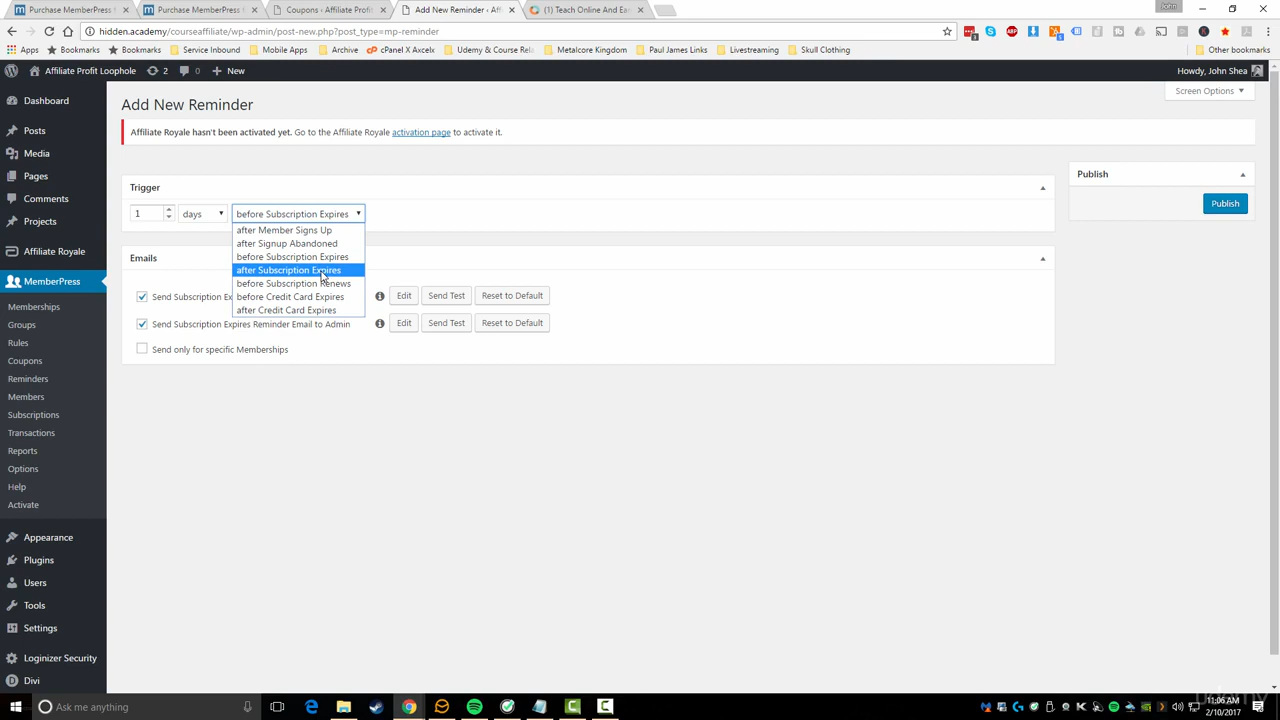 Purchase MemberPress f
Purchase MemberPress f
Coupons ‹ Affiliate Profit
Add New Reminder ‹ Affi
(1) Teach Online And Ear
John
hidden.academy/courseaffiliate/wp-admin/post-new.php?post_type=mp-reminder
Apps
Bookmarks
Bookmarks
Service Inbound
Mobile Apps
Archive
cPanel X Axcelx
Udemy & Course Rela
Metalcore Kingdom
Paul James Links
Livestreaming
Skull Clothing
Other bookmarks
Affiliate Profit Loophole
2
0
New
Howdy, John Shea
Screen Options
Dashboard
Posts
Media
Pages
Comments
Projects
Affiliate Royale
MemberPress
Memberships
Groups
Rules
Coupons
Reminders
Members
Subscriptions
Transactions
Reports
Options
Help
Activate
Appearance
Plugins
Users
Tools
Settings
Loginizer Security
Divi
Add New Reminder
Affiliate Royale hasn't been activated yet. Go to the Affiliate Royale activation page to activate it.
Trigger
1 days before Subscription Expires
after Member Signs Up
after Signup Abandoned
before Subscription Expires
after Subscription Expires
before Subscription Renews
before Credit Card Expires
after Credit Card Expires
Emails
Send Subscription Ex Edit Send Test Reset to Default
Send Subscription Expires Reminder Email to Admin Edit Send Test Reset to Default
Send only for specific Memberships
Publish
Publish
Ask me anything
11:06 AM
2/10/2017
udemy